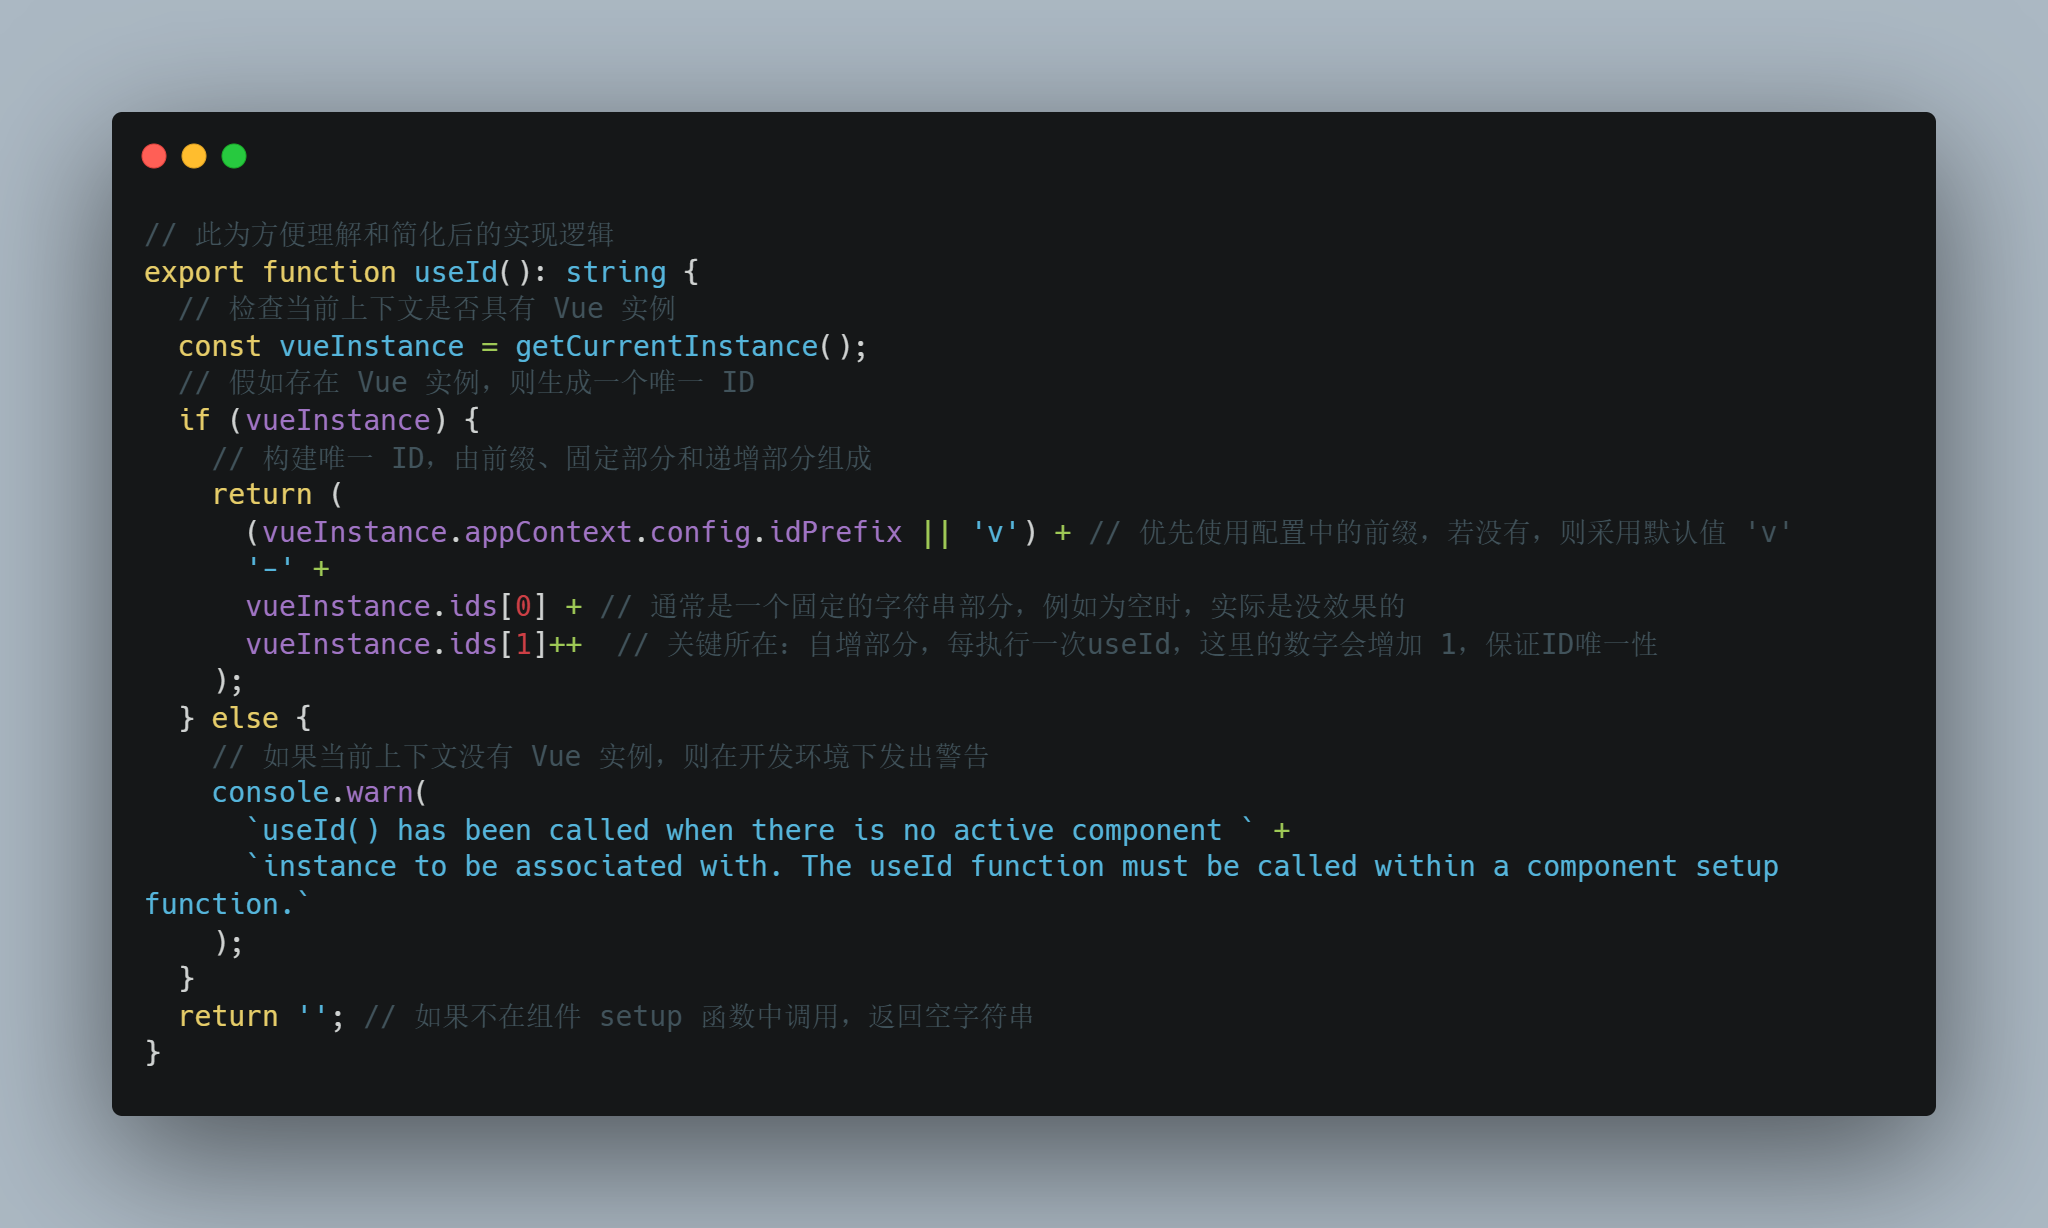 // 此为方便理解和简化后的实现逻辑
export function useId(): string {
  // 检查当前上下文是否具有 Vue 实例
  const vueInstance = getCurrentInstance();
  // 假如存在 Vue 实例，则生成一个唯一 ID
  if (vueInstance) {
    // 构建唯一 ID，由前缀、固定部分和递增部分组成
    return (
      (vueInstance.appContext.config.idPrefix || 'v') + // 优先使用配置中的前缀，若没有，则采用默认值 'v'
      '-' +
      vueInstance.ids[0] + // 通常是一个固定的字符串部分，例如为空时，实际是没效果的
      vueInstance.ids[1]++  // 关键所在：自增部分，每执行一次useId，这里的数字会增加 1，保证ID唯一性
    );
  } else {
    // 如果当前上下文没有 Vue 实例，则在开发环境下发出警告
    console.warn(
      `useId() has been called when there is no active component ` +
      `instance to be associated with. The useId function must be called within a component setup
function.`
    );
  }
  return ''; // 如果不在组件 setup 函数中调用，返回空字符串
}